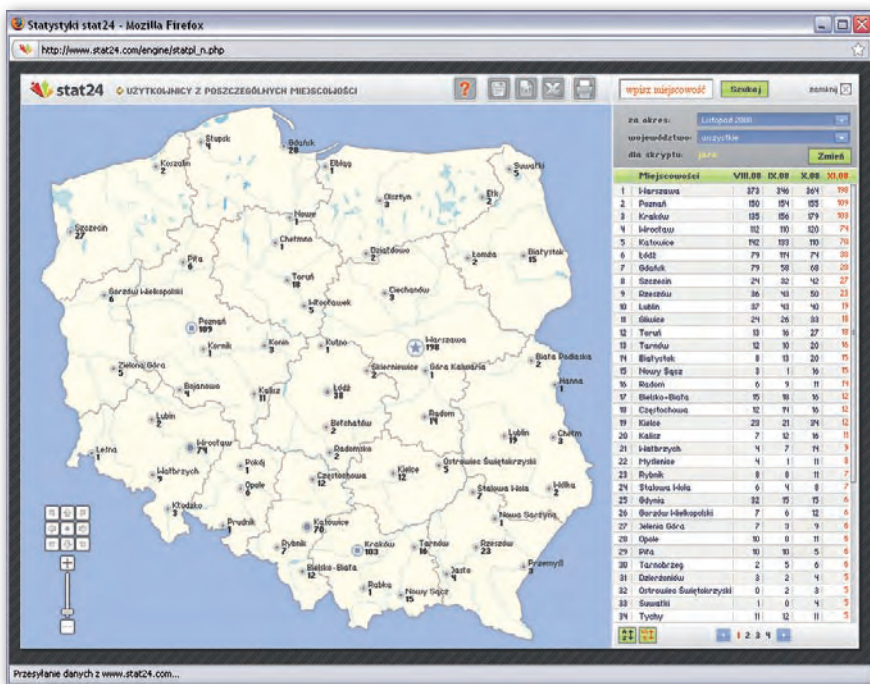 Statystyki stat24 - Mozilla Firefox
http://www.stat24.com/engine/statpl_n.php
stat24
UŻYTKOWNICY Z POSZCZEGÓLNYCH MIEJSCOWOŚCI
?
wpisz miejscowość
Szukaj
zamknij
za okres:
województwo:
wszystkie
dla skryptu:
Zmień
Miejscowości VIII.08 IX.08 X.08 XI.08
1 Warszawa 373 346 364 198
2 Poznań 150 154 155 109
3 Kraków 135 156 179 103
4 Wrocław 112 110 120 74
5 Katowice 142 133 110 70
6 Łódź 79 114 74 38
7 Gdańsk 79 58 68 28
8 Szczecin 24 32 42 27
9 Rzeszów 36 43 50 23
10 Lublin 37 43 40 19
11 Gliwice 24 26 33 18
12 Toruń 13 16 27 18
13 Tarnów 12 10 20 16
14 Białystok 8 13 20 15
15 Nowy Sącz 3 1 16 15
16 Radom 6 9 11 14
17 Bielsko-Biała 15 18 16 12
18 Częstochowa 12 14 16 12
19 Kielce 23 21 34 12
20 Kalisz 7 12 16 11
21 Wałbrzych 4 7 14 9
22 Myślenice 4 1 11 8
23 Rybnik 8 8 11 7
24 Stalowa Wola 6 4 8 7
25 Gdynia 32 15 15 6
26 Gorzów Wielkopolski 7 6 12 6
27 Jelenia Góra 7 3 9 6
28 Opole 10 8 11 6
29 Piła 10 10 5 6
30 Tarnobrzeg 2 5 6 6
31 Dzierżoniów 3 2 4 5
32 Ostrowiec Świętokrzyski 0 2 3 5
33 Suwałki 1 0 4 5
34 Tychy 11 12 11 5
1 2 3 4
Słupsk
4
Gdańsk
28
Koszalin
2
Elbląg
1
Suwałki
5
Olsztyn
3
Ełk
2
Nowe
1
Szczecin
27
Chełmno
1
Działdowo
2
Łomża
2
Białystok
15
Piła
6
Toruń
18
Gorzów Wielkopolski
6
Ciechanów
3
Włocławek
5
Poznań
109
Kórnik
1
Konin
3
Kutno
1
Warszawa
198
Biała Podlaska
2
Zielona Góra
5
Skierniewice
2
Góra Kalwaria
1
Hanna
1
Bojanowo
4
Kalisz
11
Łódź
38
Lubin
2
Bełchatów
2
Radom
14
Lublin
19
Chełm
3
Wrocław
74
Radomsko
2
Leśna
1
Wałbrzych
9
Pokój
1
Częstochowa
12
Kielce
12
Ostrowiec Świętokrzyski
5
Opole
6
Stalowa Wola
7
Wólka
2
Kłodzko
3
Prudnik
1
Katowice
70
Nowa Sarzyna
1
Rybnik
7
Kraków
103
Tarnów
16
Rzeszów
23
Bielsko-Biała
12
Jasło
4
Przemyśl
3
Rabka
1
Nowy Sącz
15
Przesyłanie danych z www.stat24.com...